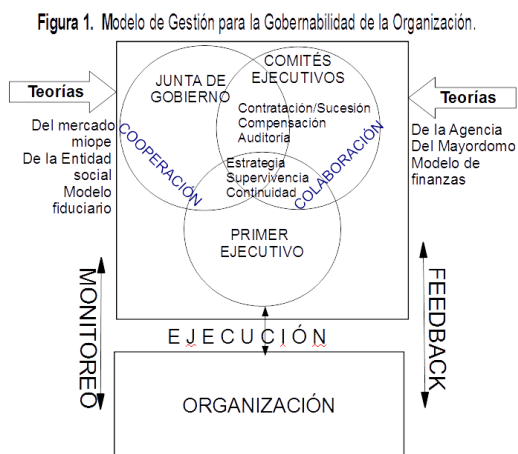 Figura 1. Modelo de Gestión para la Gobernabilidad de la Organización.
JUNTA DE
GOBIERNO
COMITÉS
EJECUTIVOS
Teorías
Del mercado
miope
De la Entidad
social
Modelo
fiduciario
COOPERACIÓN
Contratación/Sucesión
Compensación
Auditoria
Estrategia
Supervivencia
Continuidad
COLABORACIÓN
Teorías
De la Agencia
Del Mayordomo
Modelo de
finanzas
PRIMER
EJECUTIVO
MONITOREO
FEEDBACK
EJECUCIÓN
ORGANIZACIÓN